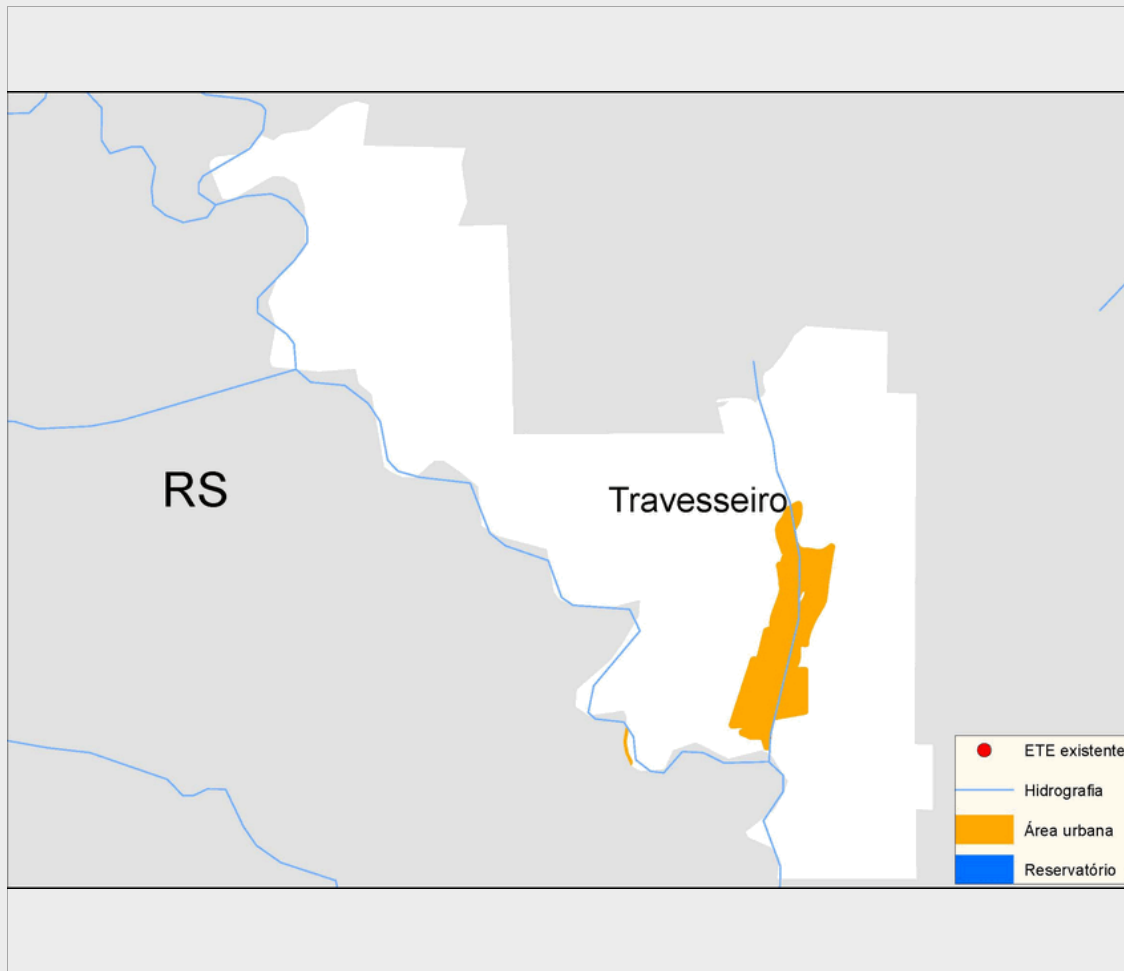 RS
Travesseiro
ETE existente
Hidrografia
Área urbana
Reservatório